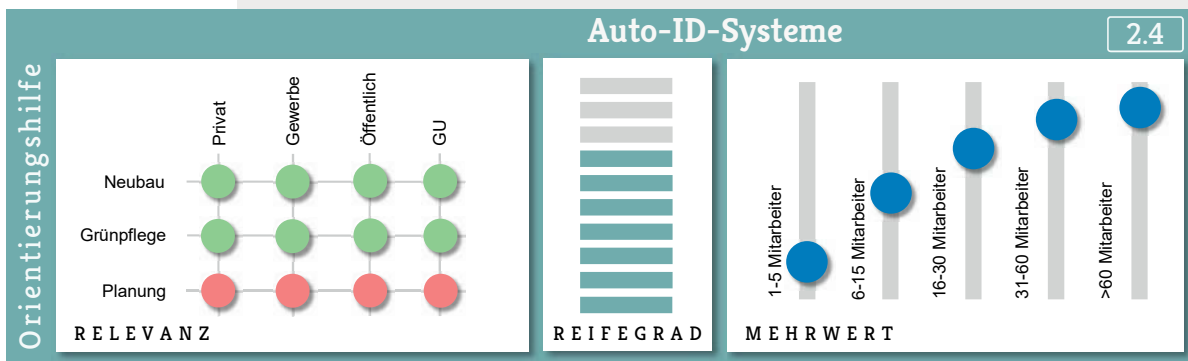 Auto-ID-Systeme
2.4
Orientierungshilfe
Privat
Gewerbe
Öffentlich
GU
Neubau
Grünpflege
Planung
RELEVANZ
REIFEGRAD
1-5 Mitarbeiter
6-15 Mitarbeiter
16-30 Mitarbeiter
31-60 Mitarbeiter
>60 Mitarbeiter
MEHRWERT